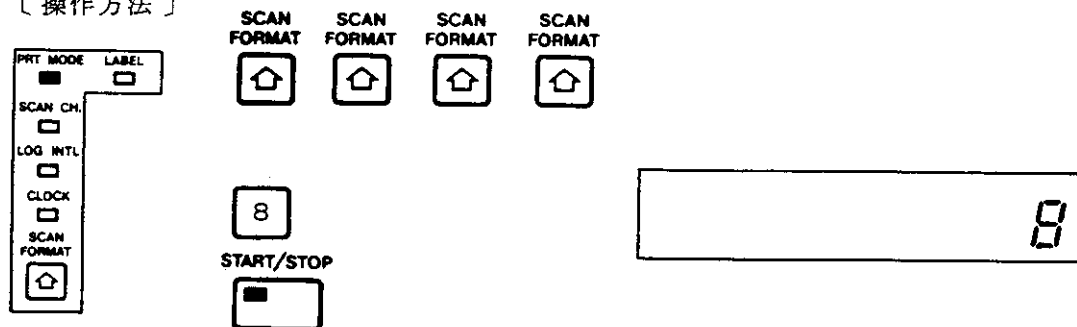 〔操作方法〕
SCAN FORMAT SCAN FORMAT SCAN FORMAT SCAN FORMAT
PRT MODE LABEL
SCAN CH.
LOG INTL
CLOCK
SCAN
FORMAT
8
START/STOP
8